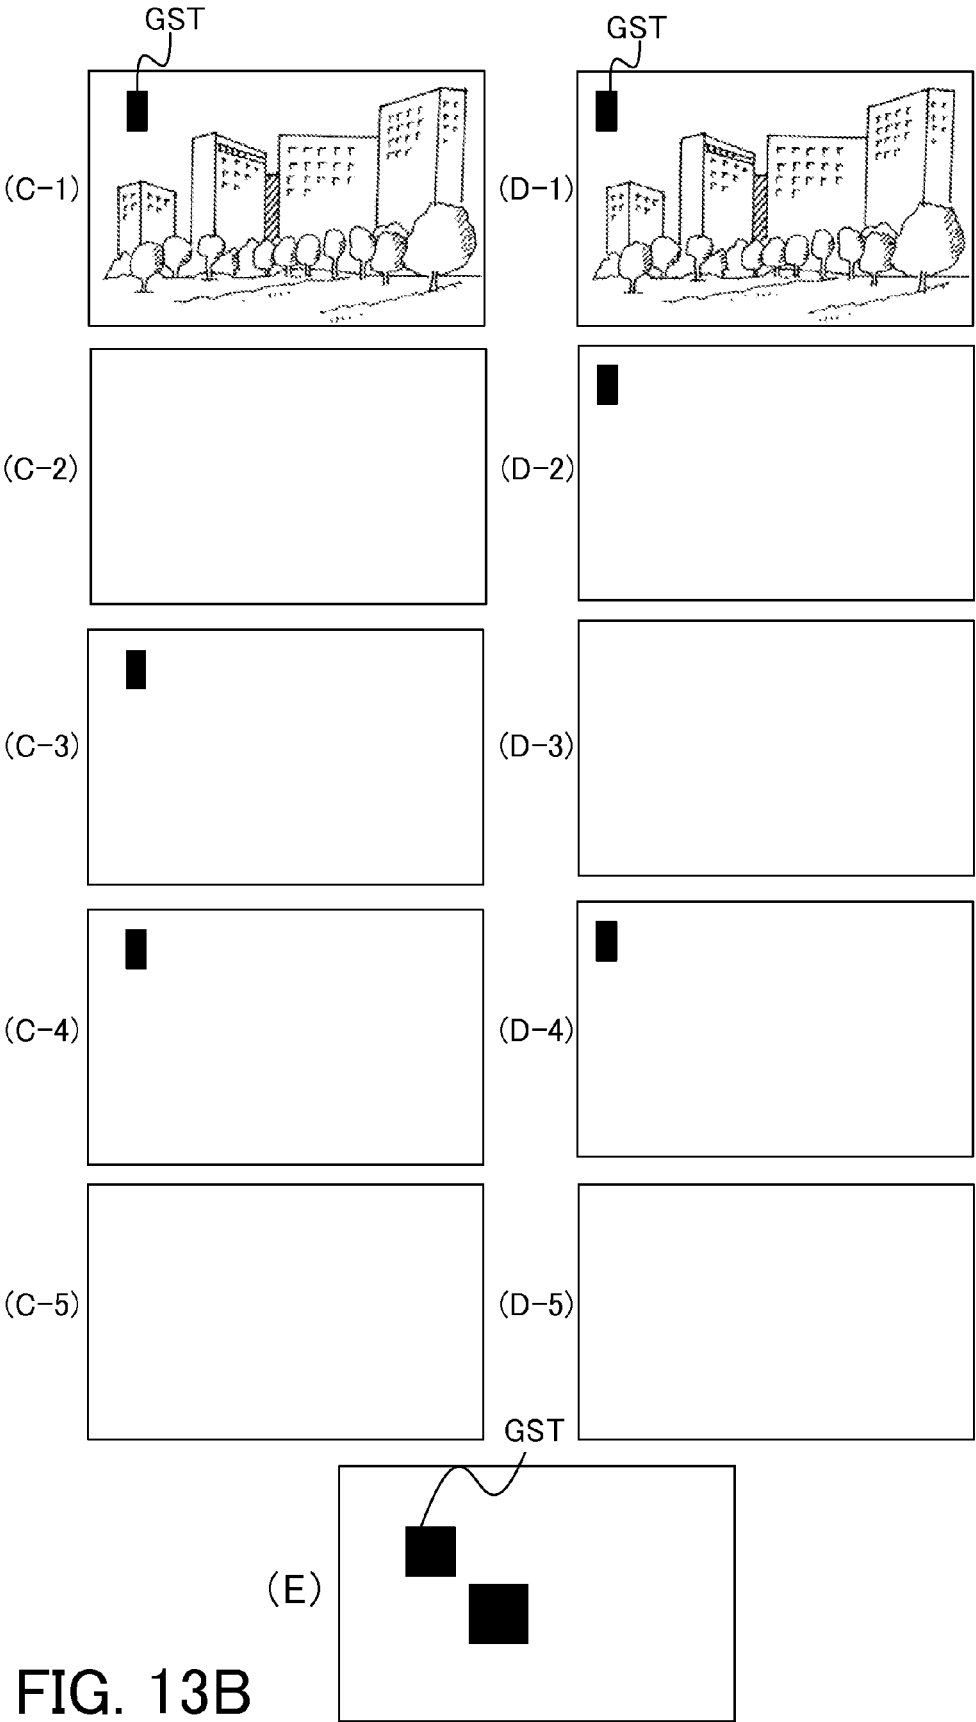 GST
GST
(C-1)
(D-1)
(C-2)
(D-2)
(C-3)
(D-3)
(C-4)
(D-4)
(C-5)
(D-5)
GST
(E)
FIG. 13B